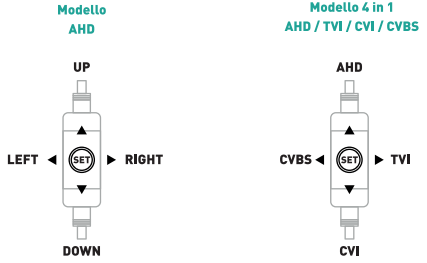 Modello
AHD
UP
LEFT
SET
RIGHT
DOWN
Modello 4 in 1
AHD / TVI / CVI / CVBS
AHD
CVBS
SET
TVI
CVI